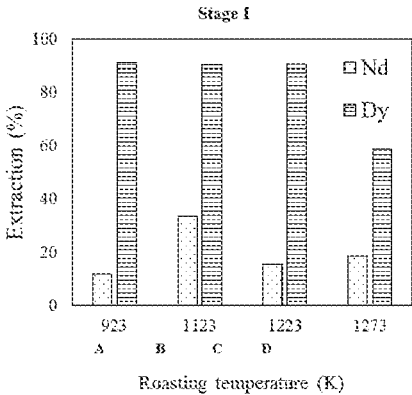 Stage I
100
80
60
40
20
0
Extraction (%)
Nd
Dy
923 1123 1223 1273
A B C D
Roasting temperature (K)